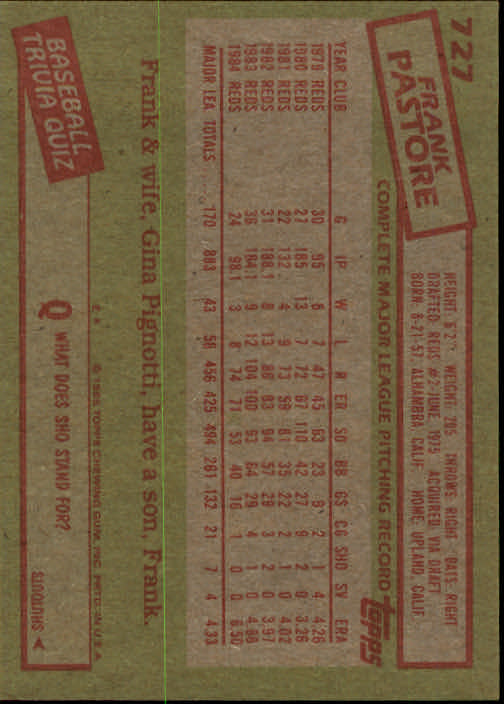 727
FRANK
PASTORE
HEIGHT: 6'2" WEIGHT: 205 THROWS: RIGHT BATS: RIGHT
DRAFTED: REDS #2-JUNE 1975 ACQUIRED: VIA DRAFT
BORN: 8-21-57, ALHAMBRA, CALIF. HOME: UPLAND, CALIF.
COMPLETE MAJOR LEAGUE PITCHING RECORD
topps
YEAR CLUB G IP W - L R ER SO BB GS CG SHO SV ERA
1979 REDS 30 95 6 7 47 45 63 23 9 2 1 4 4.26
1980 REDS 27 185 13 7 72 67 110 42 27 9 2 0 3.26
1981 REDS 22 132 4 9 73 59 81 35 22 2 1 0 4.02
1982 REDS 31 188.1 8 13 86 83 94 57 29 3 2 0 3.97
1983 REDS 36 184.1 9 12 104 100 93 64 29 4 1 0 4.88
1984 REDS 24 98.1 3 8 74 71 53 40 16 1 0 0 6.50
MAJOR LEA. TOTALS 170 883 43 56 456 425 494 261 132 21 7 4 4.33
Frank & wife, Gina Pignotti, have a son, Frank.
© 1985 TOPPS CHEWING GUM, INC. PRTD. IN U.S.A.
BASEBALL
TRIVIA QUIZ
Q WHAT DOES SHO STAND FOR?
SHUTOUTS